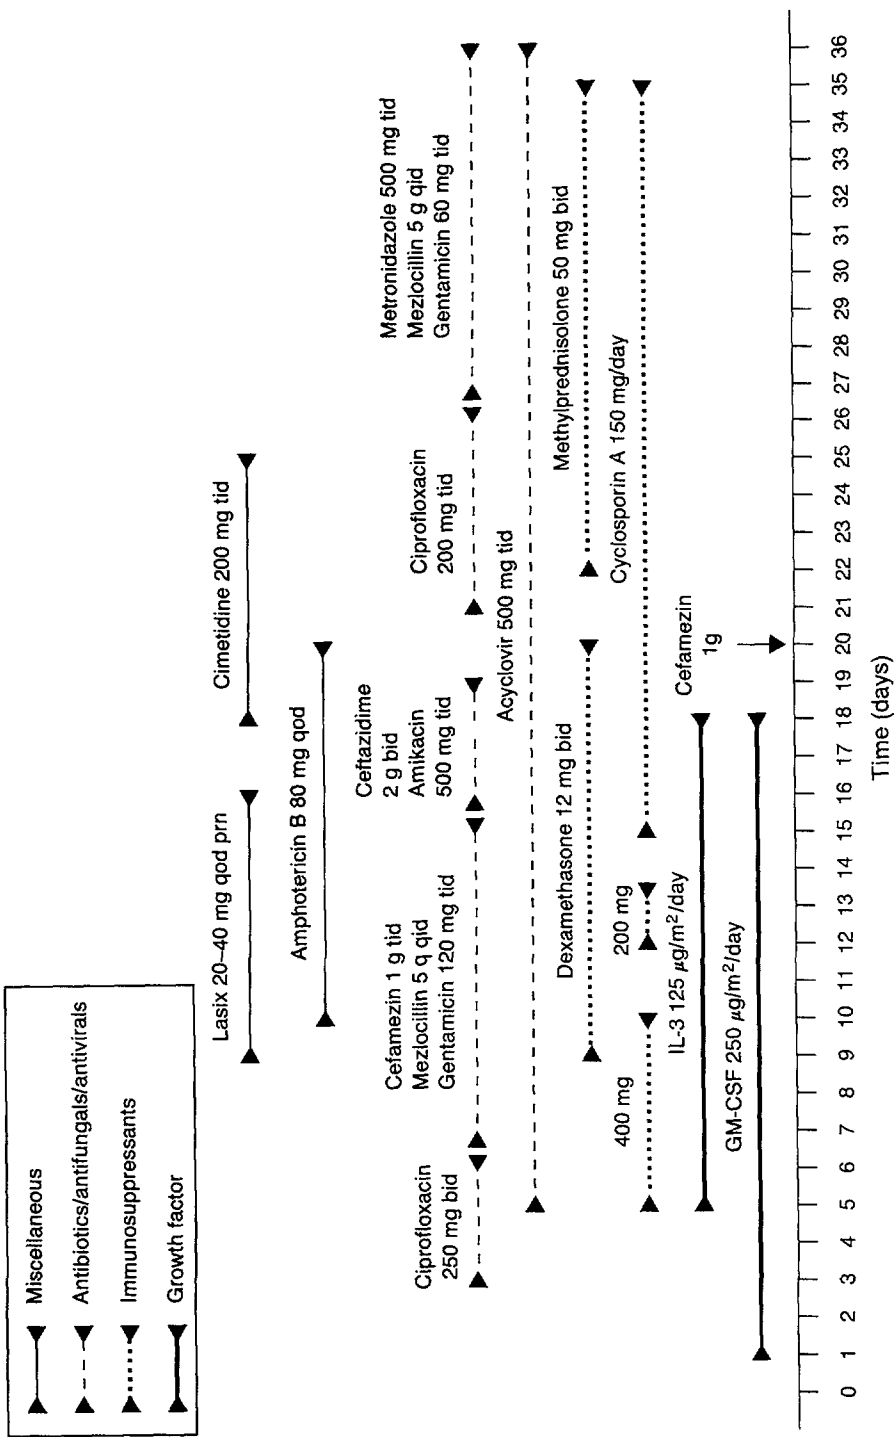 Miscellaneous
Antibiotics/antifungals/antivirals
Immunosuppressants
Growth factor
Lasix 20–40 mg qod prn
Cimetidine 200 mg tid
Amphotericin B 80 mg qod
Ciprofloxacin
250 mg bid
Cefamezin 1 g tid
Mezlocillin 5 q qid
Gentamicin 120 mg tid
Ceftazidime
2 g bid
Amikacin
500 mg tid
Ciprofloxacin
200 mg tid
Metronidazole 500 mg tid
Mezlocillin 5 g qid
Gentamicin 60 mg tid
Acyclovir 500 mg tid
Dexamethasone 12 mg bid
Methylprednisolone 50 mg bid
400 mg
200 mg
Cyclosporin A 150 mg/day
IL-3 125 μg/m²/day
GM-CSF 250 μg/m²/day
Cefamezin
1g
0 1 2 3 4 5 6 7 8 9 10 11 12 13 14 15 16 17 18 19 20 21 22 23 24 25 26 27 28 29 30 31 32 33 34 35 36
Time (days)